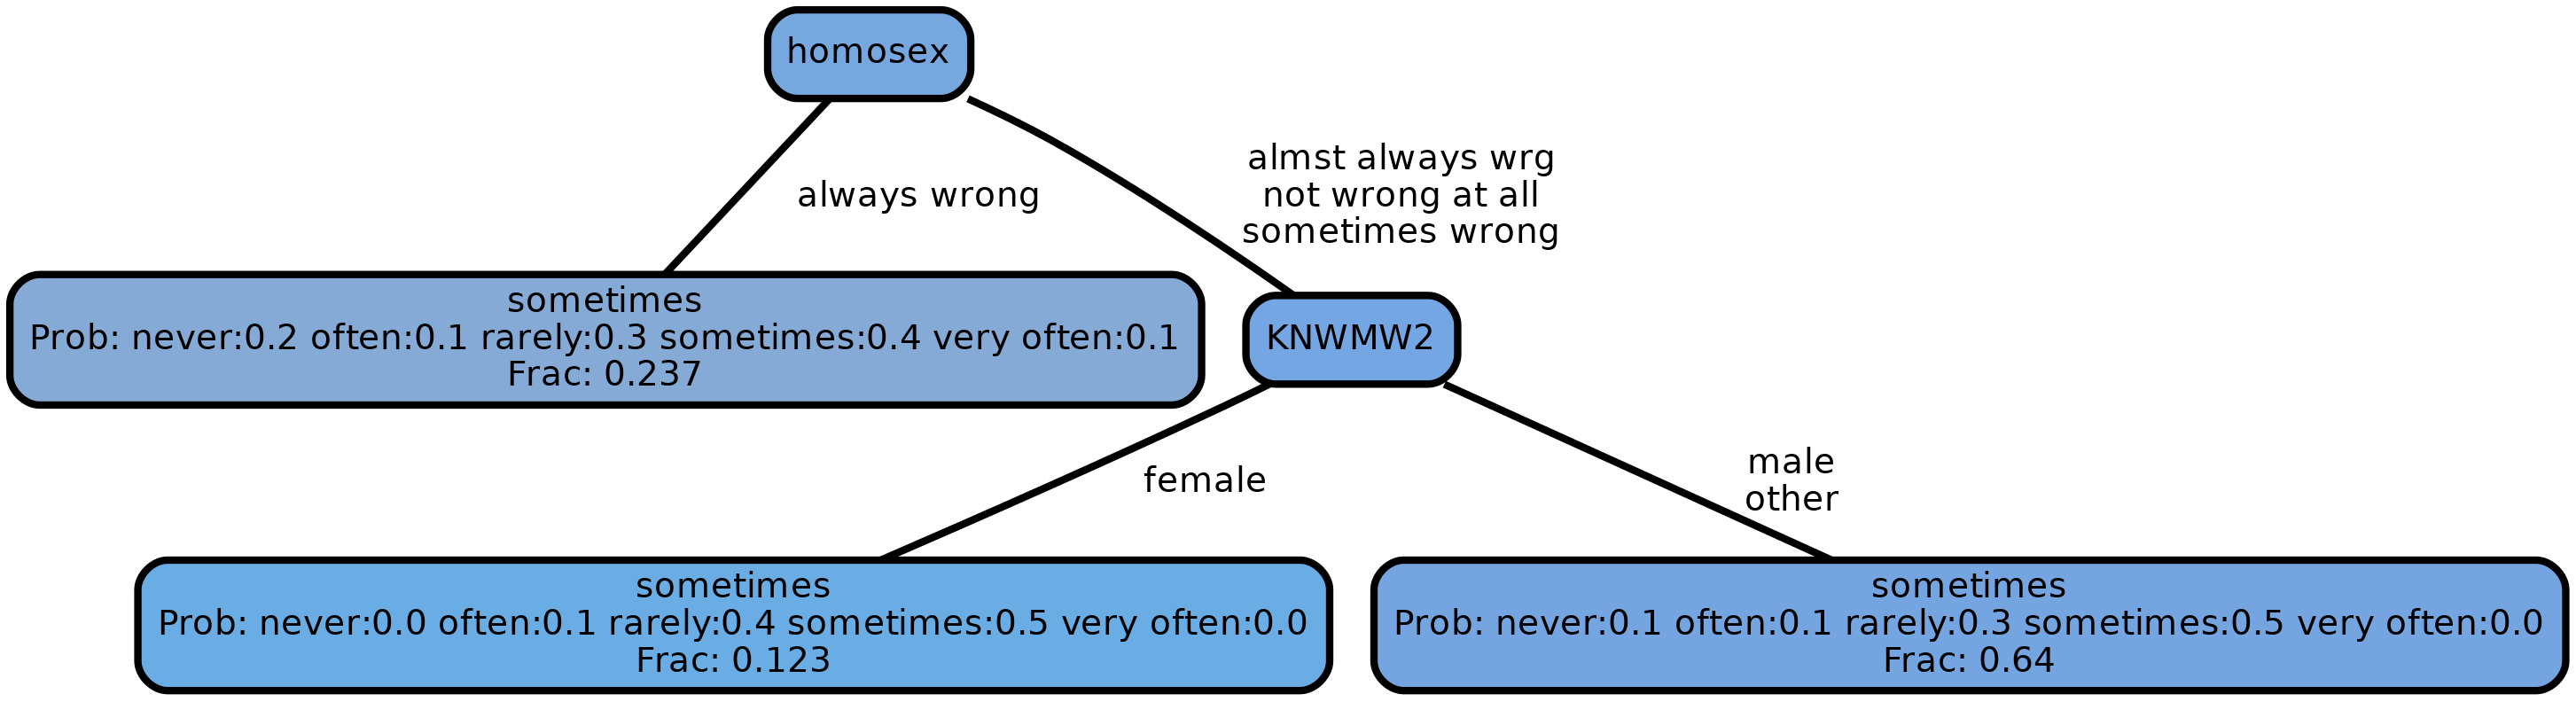 homosex
always wrong
almst always wrg
not wrong at all
sometimes wrong
sometimes
Prob: never:0.2 often:0.1 rarely:0.3 sometimes:0.4 very often:0.1
Frac: 0.237
KNWMW2
female
male
other
sometimes
Prob: never:0.0 often:0.1 rarely:0.4 sometimes:0.5 very often:0.0
Frac: 0.123
sometimes
Prob: never:0.1 often:0.1 rarely:0.3 sometimes:0.5 very often:0.0
Frac: 0.64